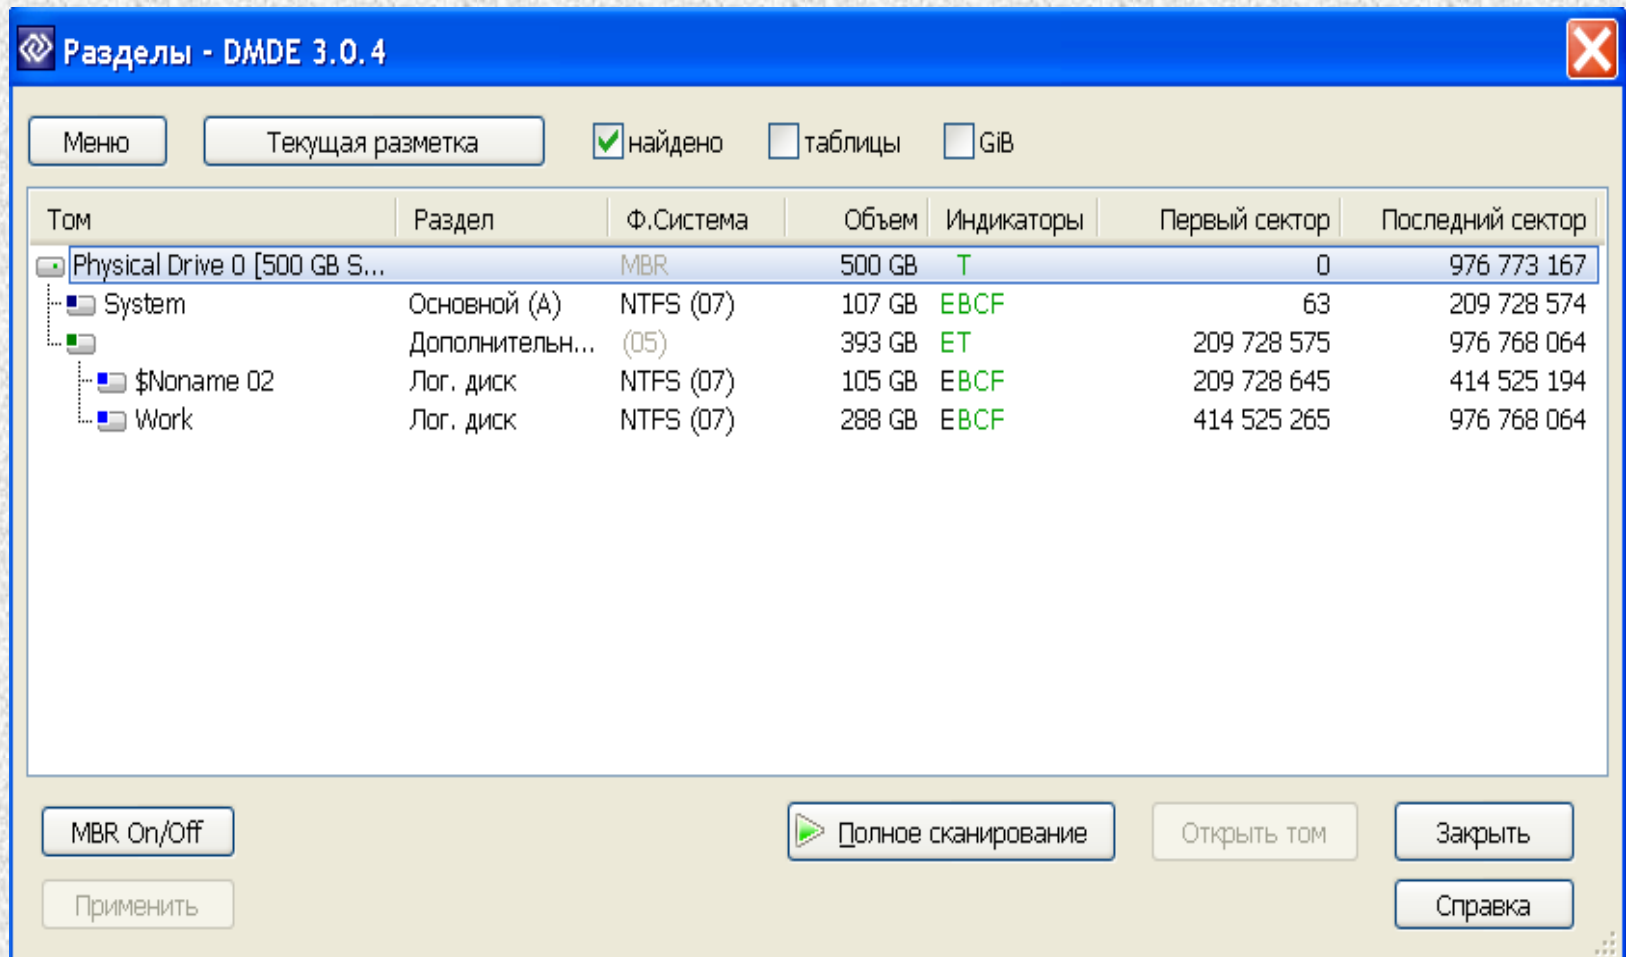 Разделы - DMDE 3.0.4
Меню Текущая разметка найдено таблицы GiB
Том Раздел Ф.Система Объем Индикаторы Первый сектор Последний сектор
Physical Drive 0 [500 GB S... MBR 500 GB T 0 976 773 167
System Основной (A) NTFS (07) 107 GB EBCF 63 209 728 574
Дополнительн... (05) 393 GB ET 209 728 575 976 768 064
$Noname 02 Лог. диск NTFS (07) 105 GB EBCF 209 728 645 414 525 194
Work Лог. диск NTFS (07) 288 GB EBCF 414 525 265 976 768 064
MBR On/Off Полное сканирование Открыть том Закрыть
Применить Справка